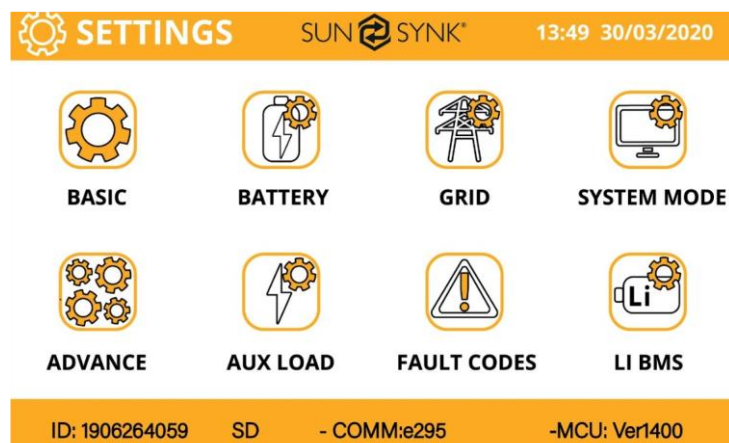 SETTINGS SUN SYNK® 13:49 30/03/2020
BASIC BATTERY GRID SYSTEM MODE
Li
ADVANCE AUX LOAD FAULT CODES LI BMS
ID: 1906264059 SD - COMM:e295 -MCU: Ver1400